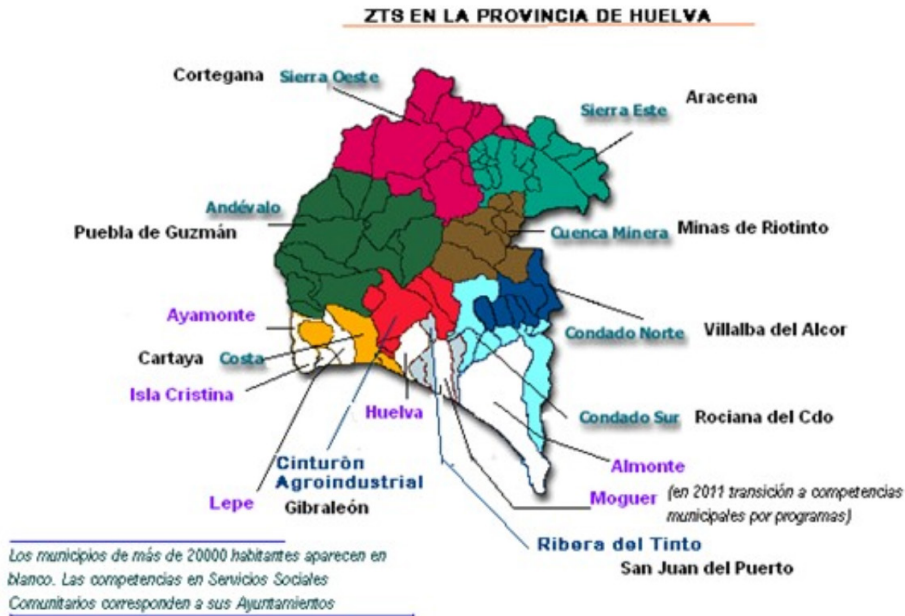 ZTS EN LA PROVINCIA DE HUELVA
Cortegana Sierra Oeste
Sierra Este Aracena
Andévalo
Puebla de Guzmán
Cuenca Minera Minas de Riotinto
Ayamonte
Condado Norte Villalba del Alcor
Cartaya Costa
Isla Cristina
Huelva
Condado Sur Rociana del Cdo
Cinturòn
Agroindustrial
Gibraleón
Lepe
Almonte
Moguer (en 2011 transición a competencias
municipales por programas)
Ribera del Tinto
San Juan del Puerto
Los municipios de más de 20000 habitantes aparecen en
blanco. Las competencias en Servicios Sociales
Comunitarios corresponden a sus Ayuntamientos